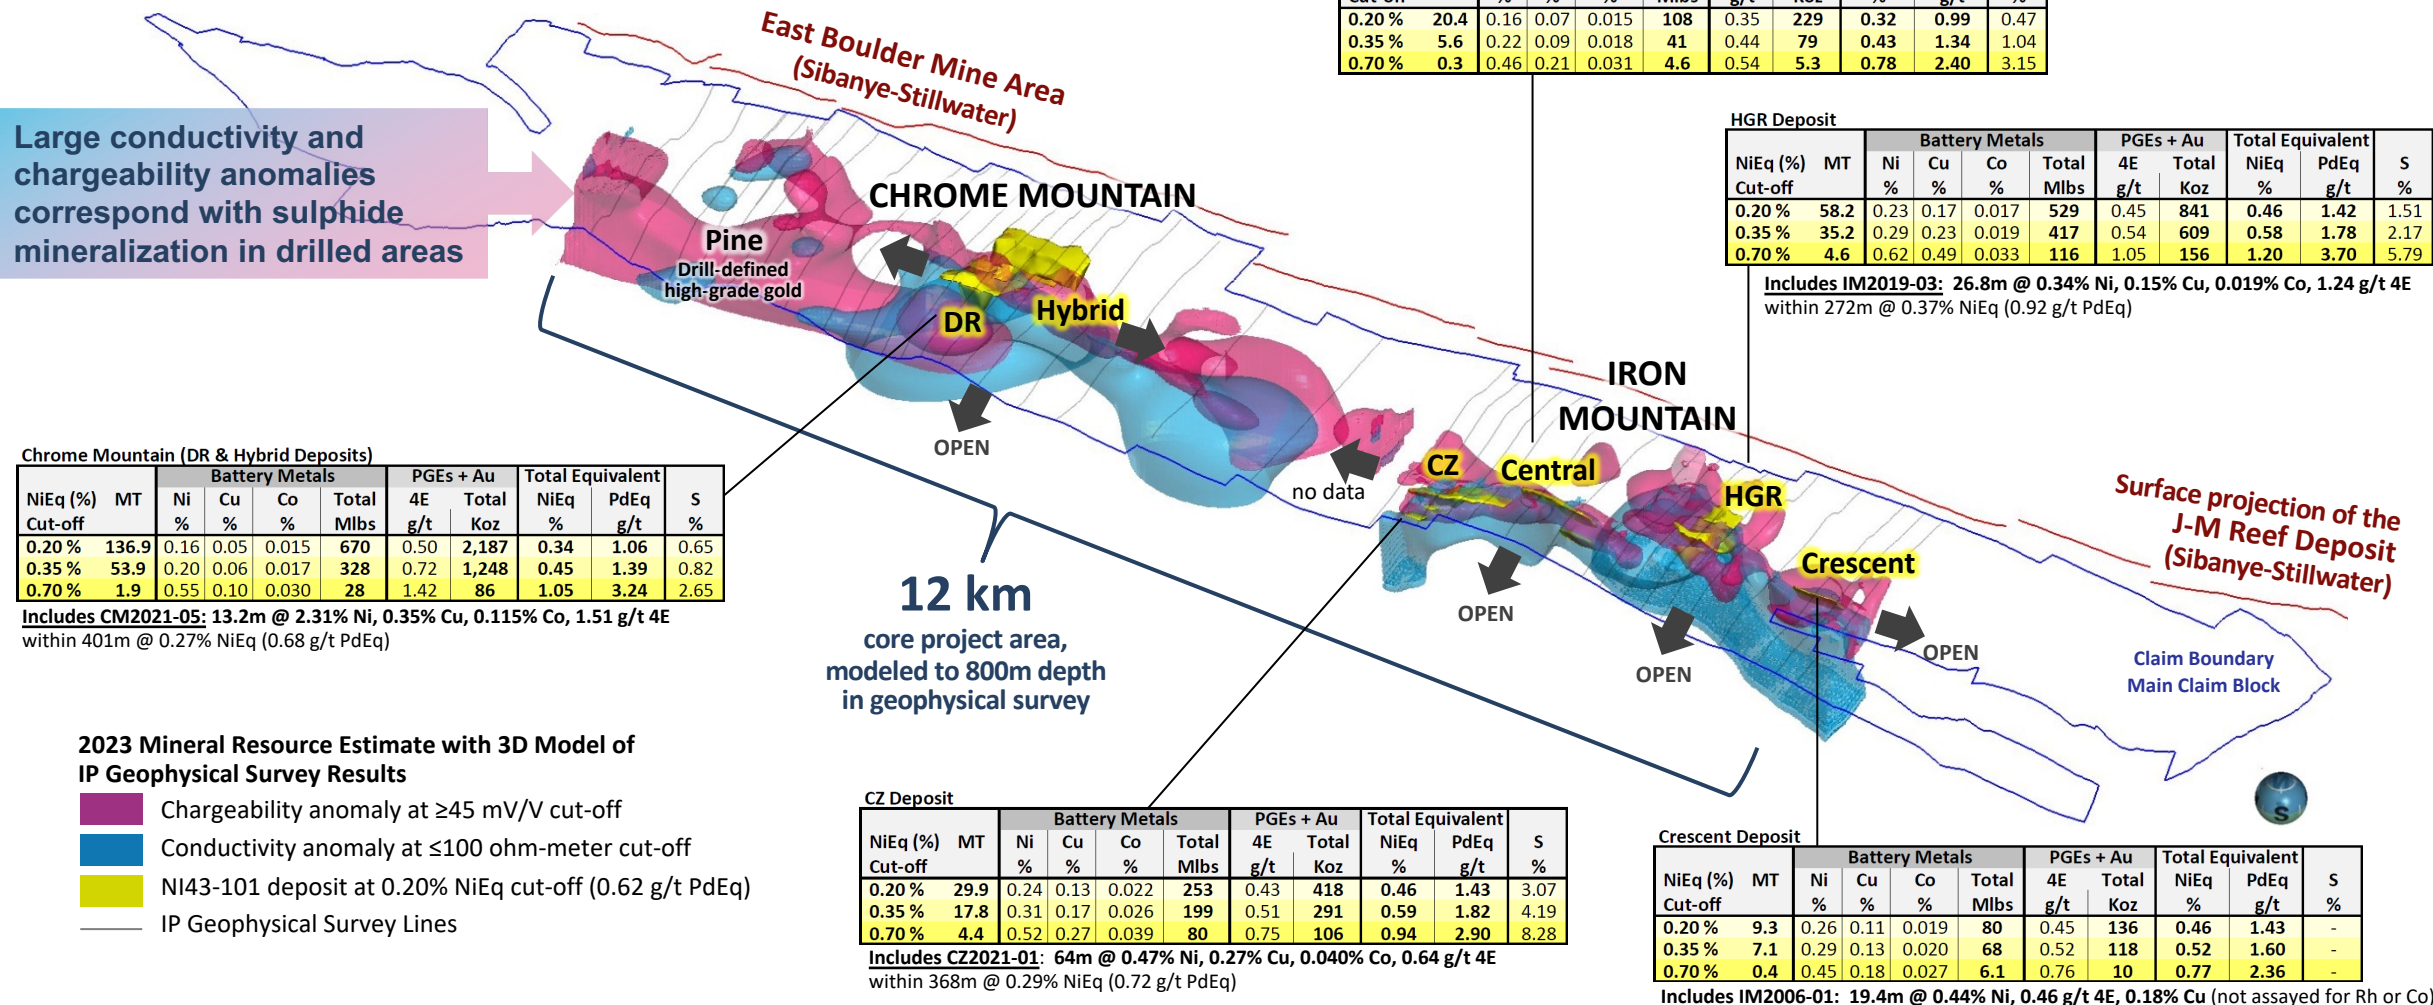 Cut-off % % % Mlbs g/t Koz % g/t %
0.20 % 20.4 0.16 0.07 0.015 108 0.35 229 0.32 0.99 0.47
0.35 % 5.6 0.22 0.09 0.018 41 0.44 79 0.43 1.34 1.04
0.70 % 0.3 0.46 0.21 0.031 4.6 0.54 5.3 0.78 2.40 3.15
East Boulder Mine Area
(Sibanye-Stillwater)
Large conductivity and
chargeability anomalies
correspond with sulphide
mineralization in drilled areas
HGR Deposit
Battery Metals PGEs + Au Total Equivalent
NiEq (%) MT Ni Cu Co Total 4E Total NiEq PdEq S
Cut-off % % % Mlbs g/t Koz % g/t %
0.20 % 58.2 0.23 0.17 0.017 529 0.45 841 0.46 1.42 1.51
0.35 % 35.2 0.29 0.23 0.019 417 0.54 609 0.58 1.78 2.17
0.70 % 4.6 0.62 0.49 0.033 116 1.05 156 1.20 3.70 5.79
Includes IM2019-03: 26.8m @ 0.34% Ni, 0.15% Cu, 0.019% Co, 1.24 g/t 4E
within 272m @ 0.37% NiEq (0.92 g/t PdEq)
CHROME MOUNTAIN
Pine
Drill-defined
high-grade gold
DR
Hybrid
OPEN
IRON
MOUNTAIN
CZ
Central
no data
HGR
Crescent
OPEN
OPEN
OPEN
Surface projection of the
J-M Reef Deposit
(Sibanye-Stillwater)
Claim Boundary
Main Claim Block
Chrome Mountain (DR & Hybrid Deposits)
Battery Metals PGEs + Au Total Equivalent
NiEq (%) MT Ni Cu Co Total 4E Total NiEq PdEq S
Cut-off % % % Mlbs g/t Koz % g/t %
0.20 % 136.9 0.16 0.05 0.015 670 0.50 2,187 0.34 1.06 0.65
0.35 % 53.9 0.20 0.06 0.017 328 0.72 1,248 0.45 1.39 0.82
0.70 % 1.9 0.55 0.10 0.030 28 1.42 86 1.05 3.24 2.65
Includes CM2021-05: 13.2m @ 2.31% Ni, 0.35% Cu, 0.115% Co, 1.51 g/t 4E
within 401m @ 0.27% NiEq (0.68 g/t PdEq)
12 km
core project area,
modeled to 800m depth
in geophysical survey
2023 Mineral Resource Estimate with 3D Model of
IP Geophysical Survey Results
Chargeability anomaly at ≥45 mV/V cut-off
Conductivity anomaly at ≤100 ohm-meter cut-off
NI43-101 deposit at 0.20% NiEq cut-off (0.62 g/t PdEq)
IP Geophysical Survey Lines
CZ Deposit
Battery Metals PGEs + Au Total Equivalent
NiEq (%) MT Ni Cu Co Total 4E Total NiEq PdEq S
Cut-off % % % Mlbs g/t Koz % g/t %
0.20 % 29.9 0.24 0.13 0.022 253 0.43 418 0.46 1.43 3.07
0.35 % 17.8 0.31 0.17 0.026 199 0.51 291 0.59 1.82 4.19
0.70 % 4.4 0.52 0.27 0.039 80 0.75 106 0.94 2.90 8.28
Includes CZ2021-01: 64m @ 0.47% Ni, 0.27% Cu, 0.040% Co, 0.64 g/t 4E
within 368m @ 0.29% NiEq (0.72 g/t PdEq)
S
Crescent Deposit
Battery Metals PGEs + Au Total Equivalent
NiEq (%) MT Ni Cu Co Total 4E Total NiEq PdEq S
Cut-off % % % Mlbs g/t Koz % g/t %
0.20 % 9.3 0.26 0.11 0.019 80 0.45 136 0.46 1.43 -
0.35 % 7.1 0.29 0.13 0.020 68 0.52 118 0.52 1.60 -
0.70 % 0.4 0.45 0.18 0.027 6.1 0.76 10 0.77 2.36 -
Includes IM2006-01: 19.4m @ 0.44% Ni, 0.46 g/t 4E, 0.18% Cu (not assayed for Rh or Co)